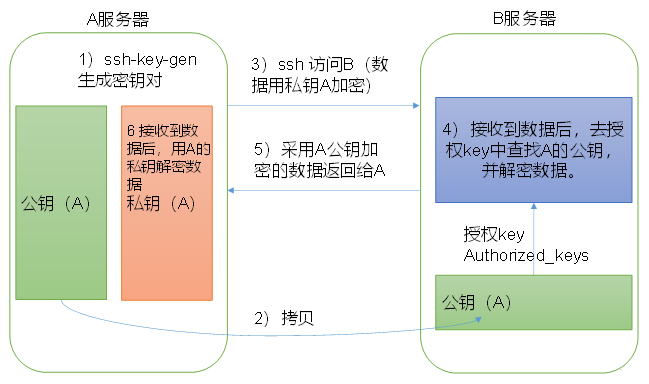 A服务器
B服务器
1）ssh-key-gen
生成密钥对
3）ssh 访问B（数
据用私钥A加密)
公钥（A）
6 接收到数
据后，用A的
私钥解密数
据
私钥（A）
5）采用A公钥加
密的数据返回给A
4） 接收到数据后，去授
权key中查找A的公钥，
并解密数据。
授权key
Authorized_keys
公钥（A）
2）拷贝